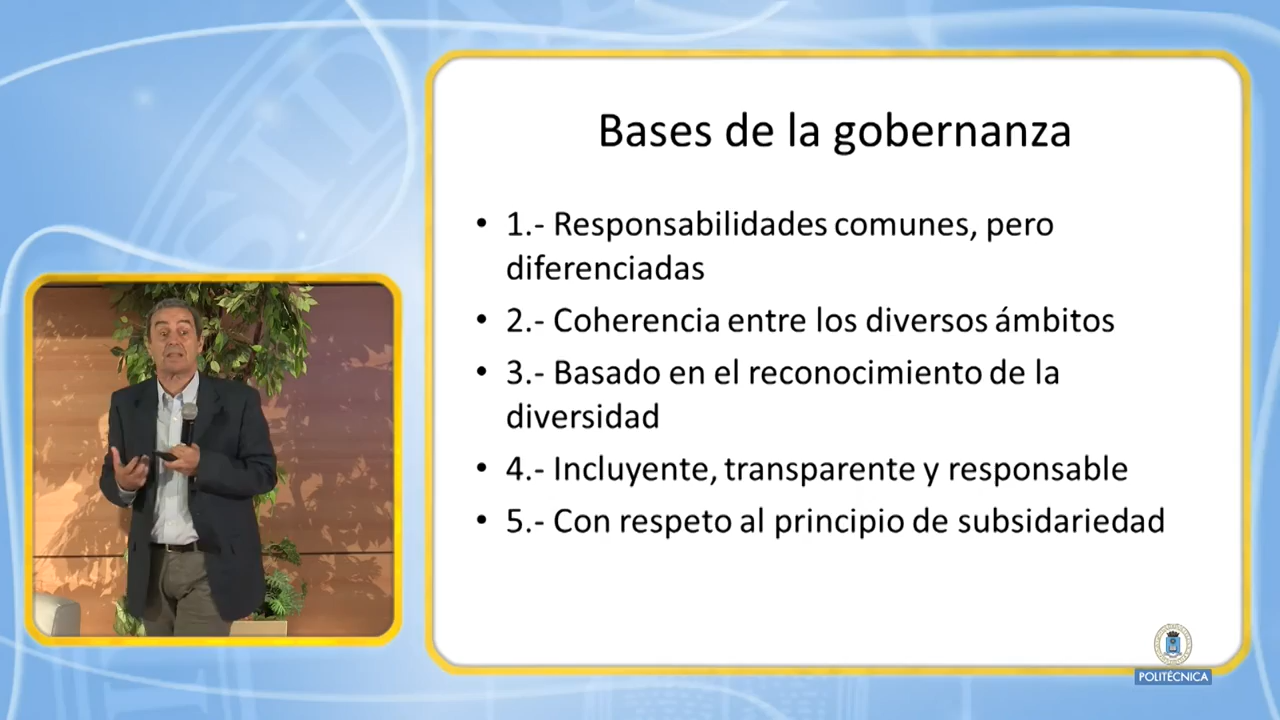 Bases de la gobernanza
• 1.- Responsabilidades comunes, pero
diferenciadas
• 2.- Coherencia entre los diversos ámbitos
• 3.- Basado en el reconocimiento de la
diversidad
• 4.- Incluyente, transparente y responsable
• 5.- Con respeto al principio de subsidariedad
POLITÉCNICA